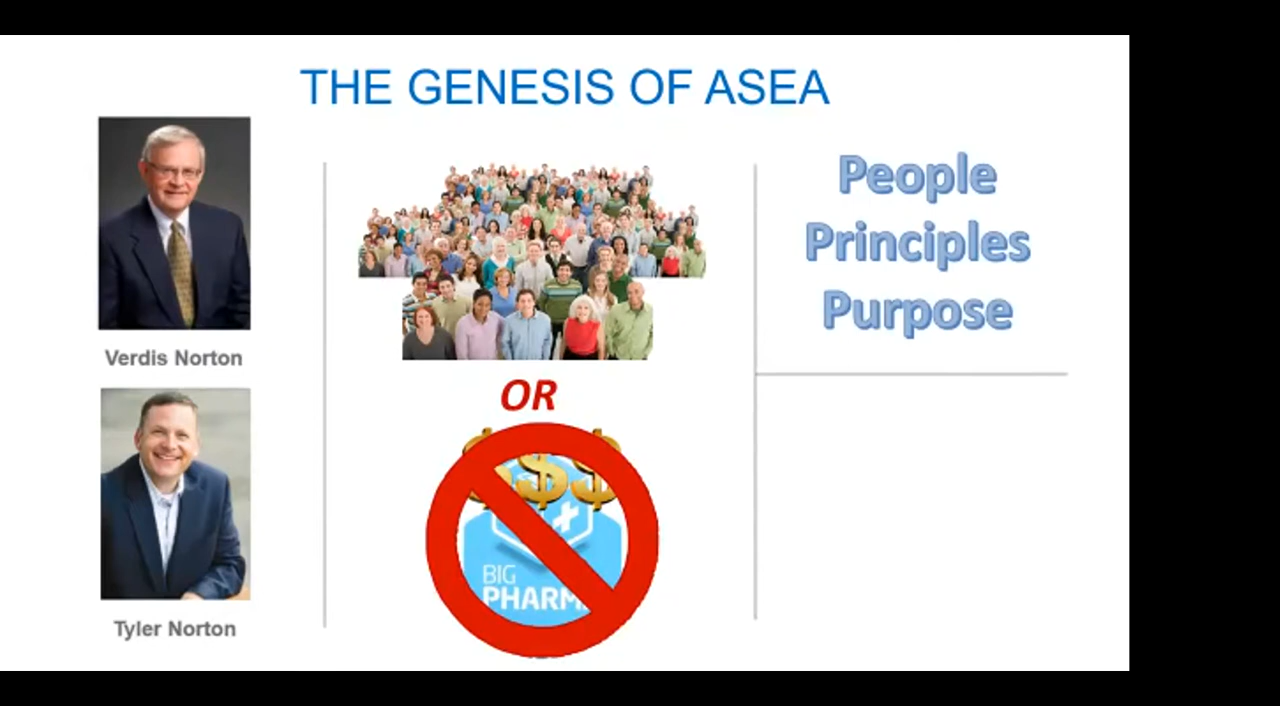 THE GENESIS OF ASEA
Verdis Norton
Tyler Norton
OR
$$$
BIG
PHARM
People
Principles
Purpose